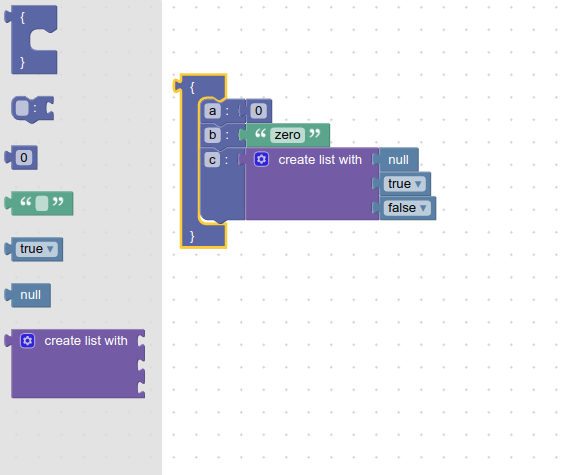 {
}
:
0
“ ”
true
null
create list with
{
a : 0
b : “ zero ”
c : create list with null
true
false
}